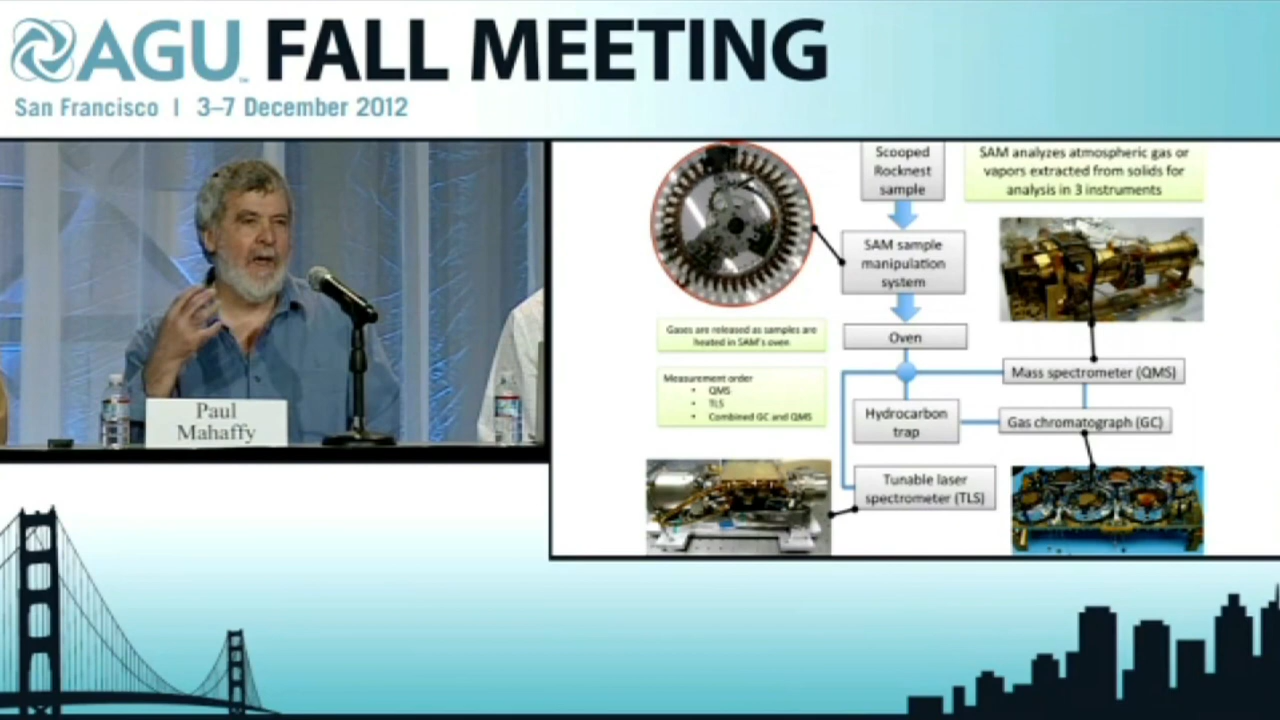 AGU FALL MEETING
San Francisco | 3–7 December 2012
Paul
Mahaffy
Scooped
Rocknest
sample
SAM analyzes atmospheric gas or
vapors extracted from solids for
analysis in 3 instruments
SAM sample
manipulation
system
Gases are released as samples are
heated in SAM's oven
Oven
Measurement order
• QMS
• TLS
• Combined GC and QMS
Mass spectrometer (QMS)
Hydrocarbon
trap
Gas chromatograph (GC)
Tunable laser
spectrometer (TLS)